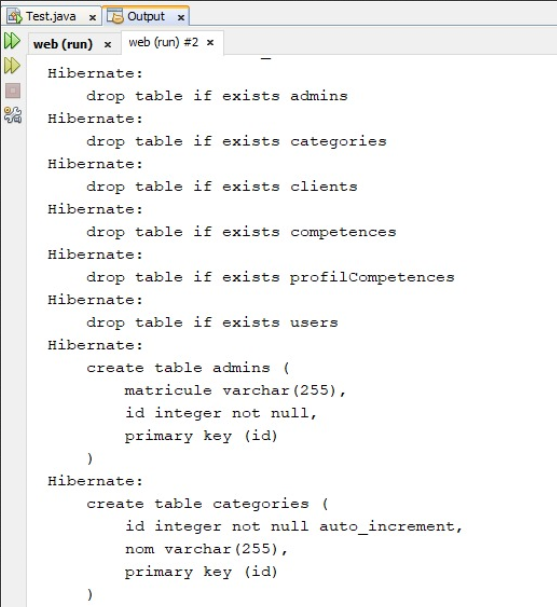 Test.java x Output x
web (run) x web (run) #2 x
Hibernate:
drop table if exists admins
Hibernate:
drop table if exists categories
Hibernate:
drop table if exists clients
Hibernate:
drop table if exists competences
Hibernate:
drop table if exists profilCompetences
Hibernate:
drop table if exists users
Hibernate:
create table admins (
matricule varchar(255),
id integer not null,
primary key (id)
)
Hibernate:
create table categories (
id integer not null auto_increment,
nom varchar(255),
primary key (id)
)